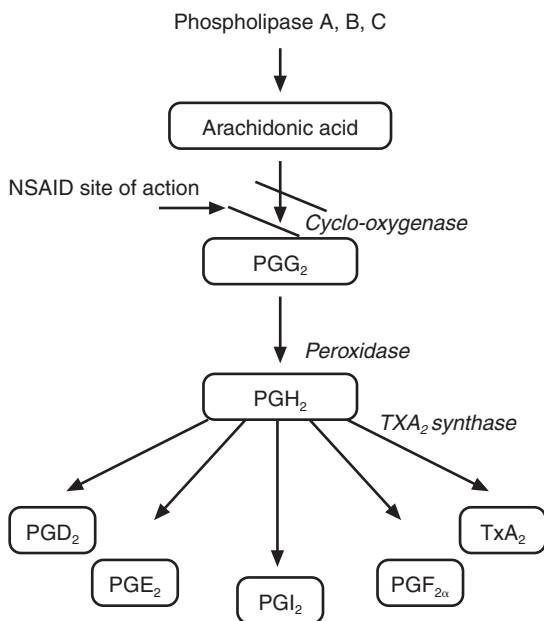 Phospholipase A, B, C
Arachidonic acid
NSAID site of action
Cyclo-oxygenase
PGG₂
Peroxidase
PGH₂
TXA₂ synthase
PGD₂
TxA₂
PGE₂
PGF₂α
PGI₂